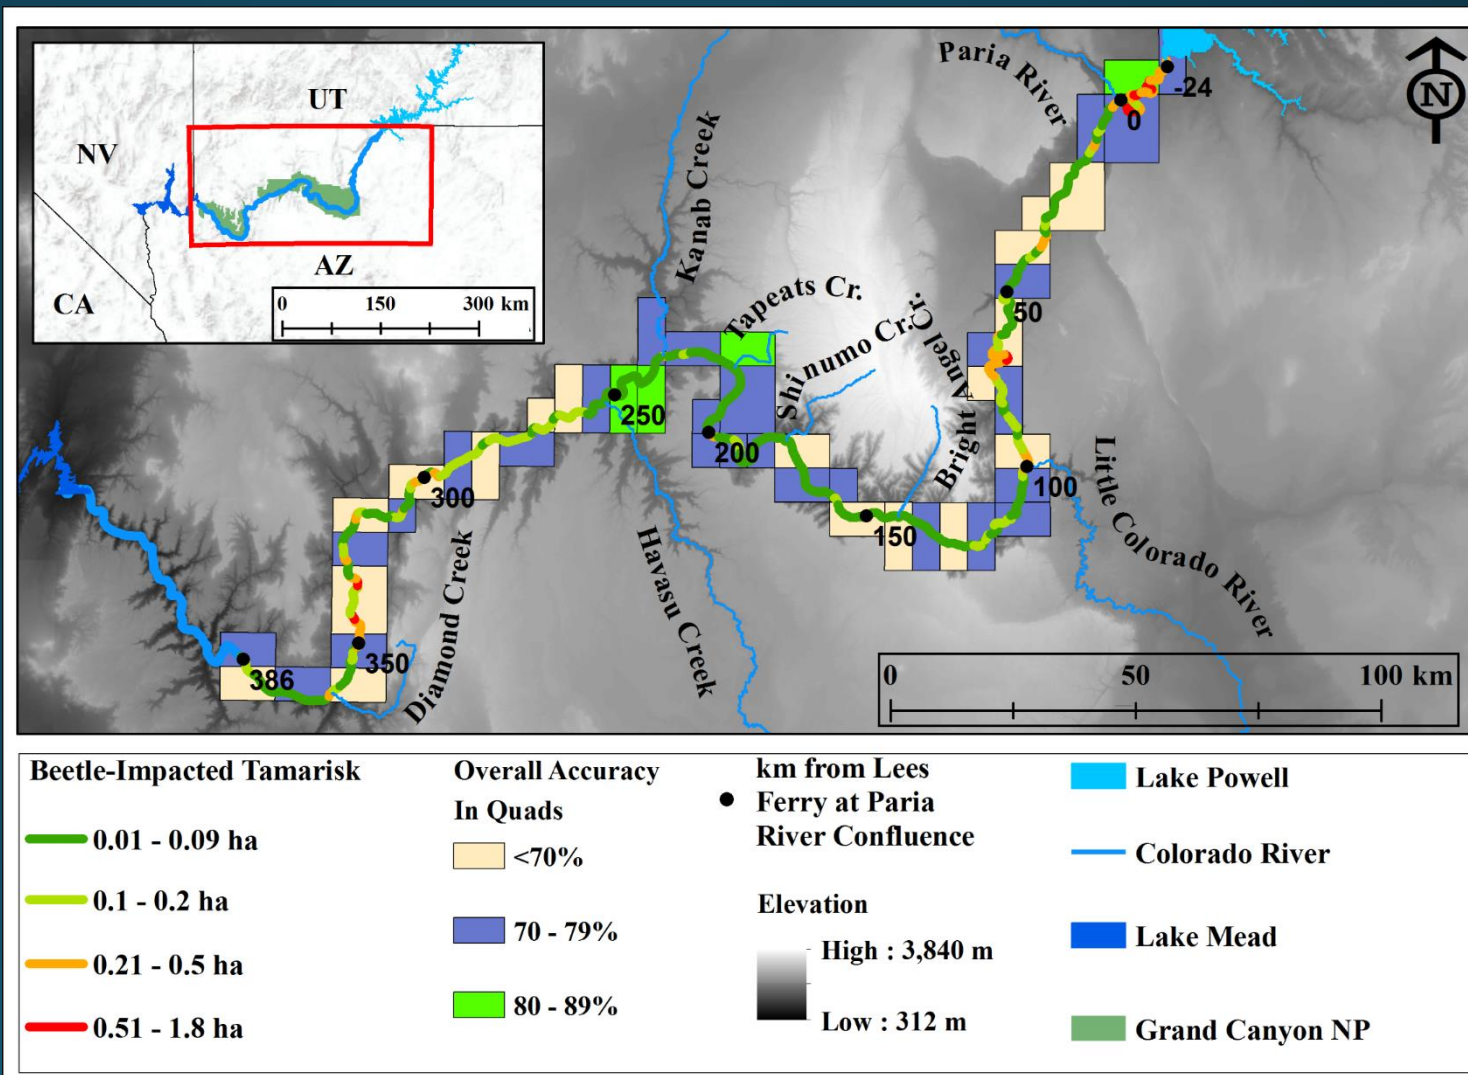 UT
NV
AZ
CA
0 150 300 km
Paria River
N
-24
0
Kanab Creek
Tapeats Cr.
Shinumo Cr.
Bright Angel Cr.
50
250
200
100
150
300
Little Colorado River
Havasu Creek
Diamond Creek
350
386
0 50 100 km
Beetle-Impacted Tamarisk
0.01 - 0.09 ha
0.1 - 0.2 ha
0.21 - 0.5 ha
0.51 - 1.8 ha
Overall Accuracy
In Quads
<70%
70 - 79%
80 - 89%
km from Lees
Ferry at Paria
River Confluence
Elevation
High : 3,840 m
Low : 312 m
Lake Powell
Colorado River
Lake Mead
Grand Canyon NP